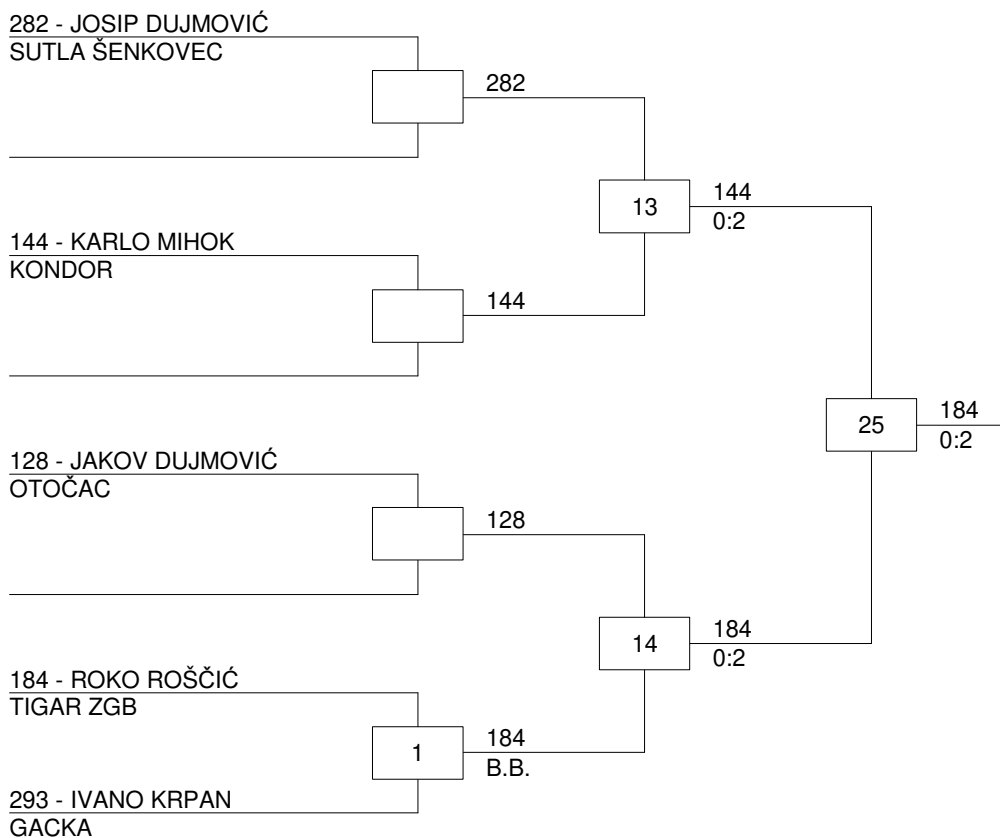 282 - JOSIP DUJMOVIĆ
SUTLA ŠENKOVEC
282
13
144
0:2
144 - KARLO MIHOK
KONDOR
144
25
184
0:2
128 - JAKOV DUJMOVIĆ
OTOČAC
128
14
184
0:2
184 - ROKO ROŠČIĆ
TIGAR ZGB
1
184
B.B.
293 - IVANO KRPAN
GACKA